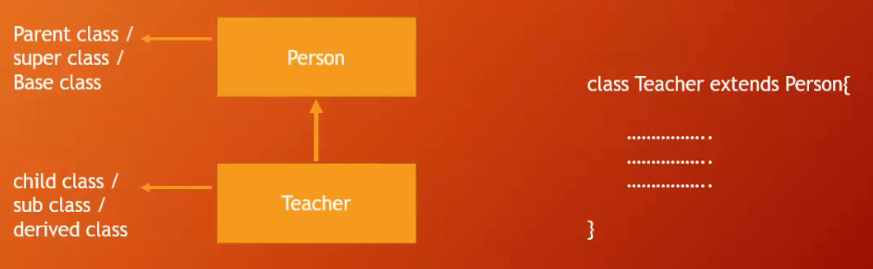 Parent class /
super class /
Base class
Person
child class /
sub class /
derived class
Teacher
class Teacher extends Person{
..................
..................
..................
}